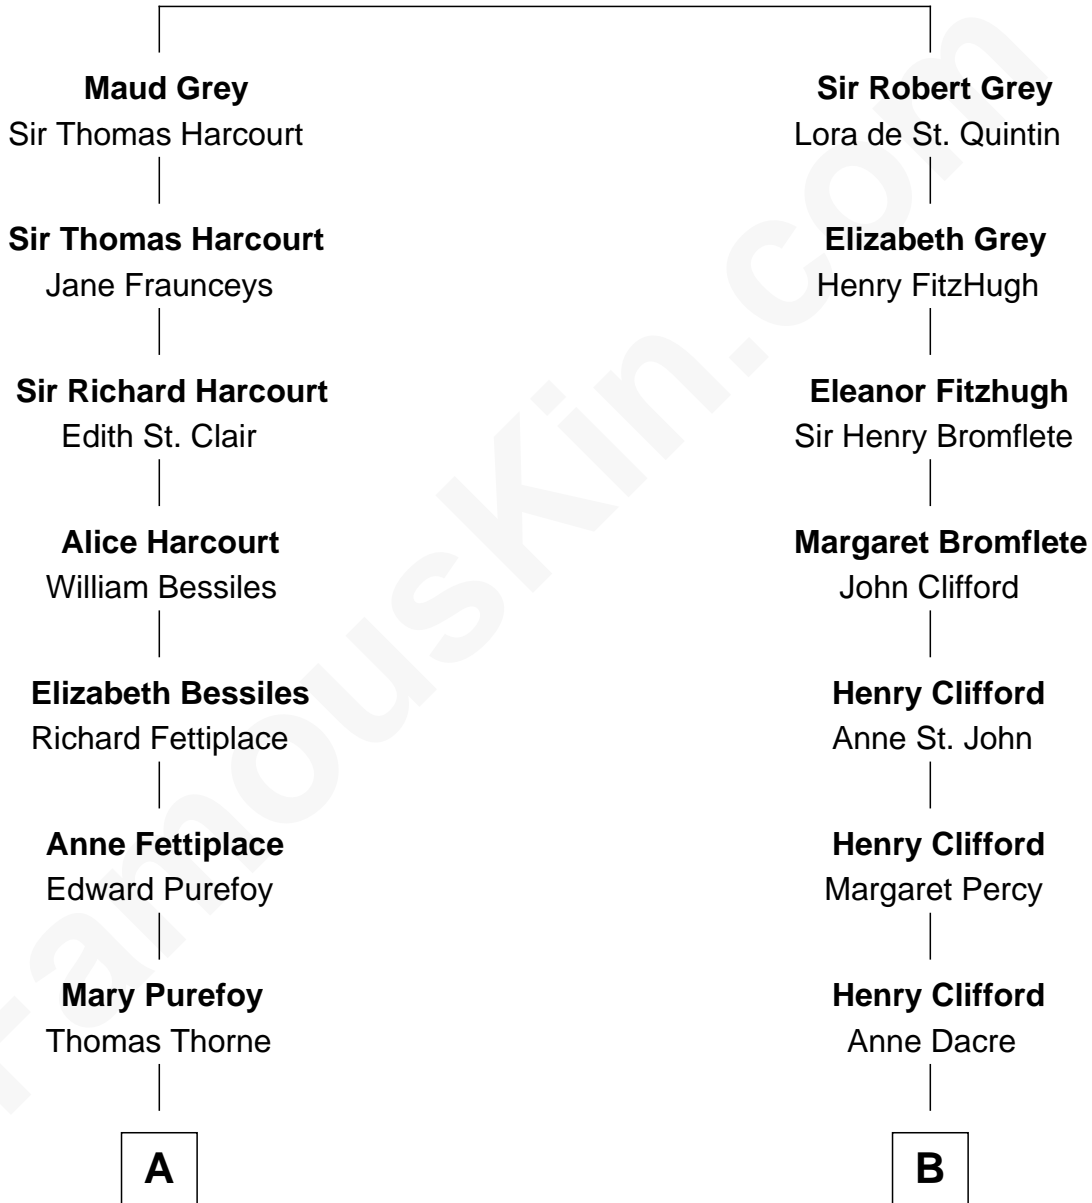 Maud Grey
Sir Thomas Harcourt
Sir Robert Grey
Lora de St. Quintin
Sir Thomas Harcourt
Jane Fraunceys
Elizabeth Grey
Henry FitzHugh
Sir Richard Harcourt
Edith St. Clair
Eleanor Fitzhugh
Sir Henry Bromflete
Alice Harcourt
William Bessiles
Margaret Bromflete
John Clifford
Elizabeth Bessiles
Richard Fettiplace
Henry Clifford
Anne St. John
Anne Fettiplace
Edward Purefoy
Henry Clifford
Margaret Percy
Mary Purefoy
Thomas Thorne
Henry Clifford
Anne Dacre
A
B
FamousKin.com